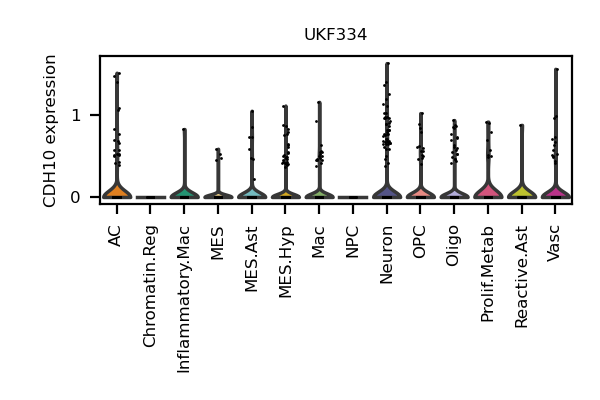 UKF334
CDH10 expression
1
0
AC
Chromatin.Reg
Inflammatory.Mac
MES
MES.Ast
MES.Hyp
Mac
NPC
Neuron
OPC
Oligo
Prolif.Metab
Reactive.Ast
Vasc